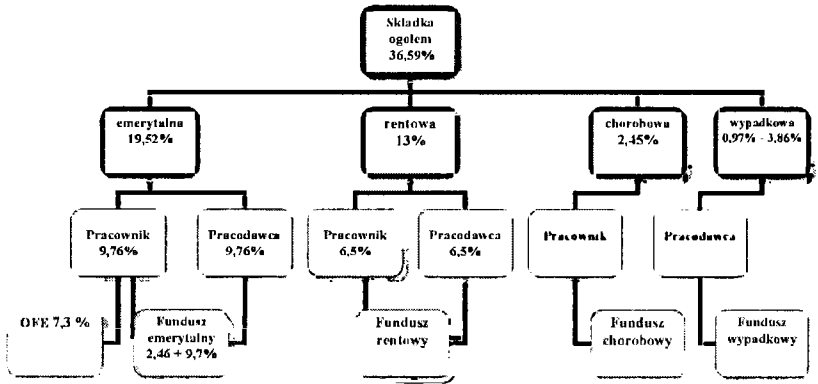 Składka
ogółem
36,59%
emerytalna
19,52%
rentowa
13%
chorobowa
2,45%
wypadkowa
0,97% - 3,86%
Pracownik
9,76%
Pracodawca
9,76%
Pracownik
6,5%
Pracodawca
6,5%
Pracownik
Pracodawca
OFE 7,3 %
Fundusz
emerytalny
2,46 + 9,7%
Fundusz
rentowy
Fundusz
chorobowy
Fundusz
wypadkowy